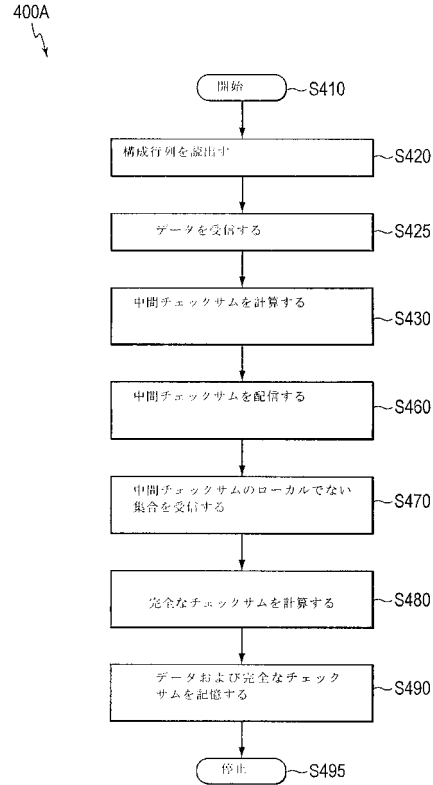 400A
開始
S410
構成行列を読出す
S420
データを受信する
S425
中間チェックサムを計算する
S430
中間チェックサムを配信する
S460
中間チェックサムのローカルでない
集合を受信する
S470
完全なチェックサムを計算する
S480
データおよび完全なチェック
サムを記憶する
S490
停止
S495